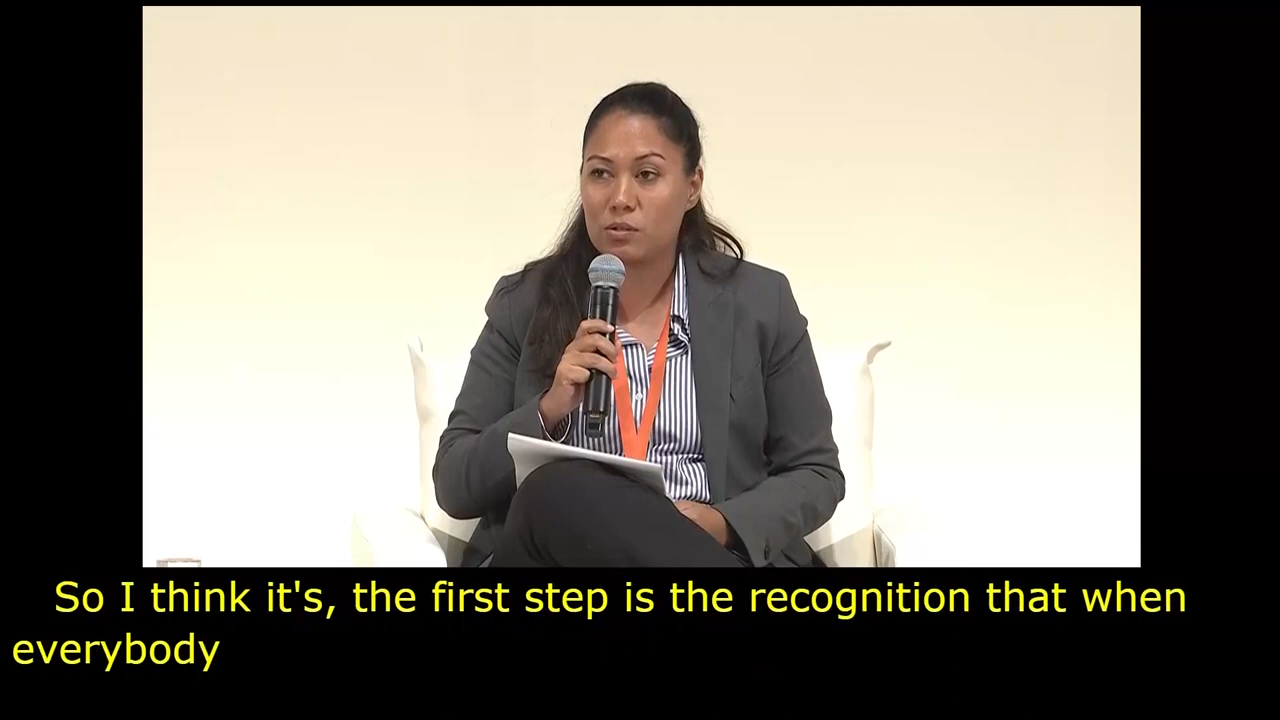 So I think it's, the first step is the recognition that when
everybody